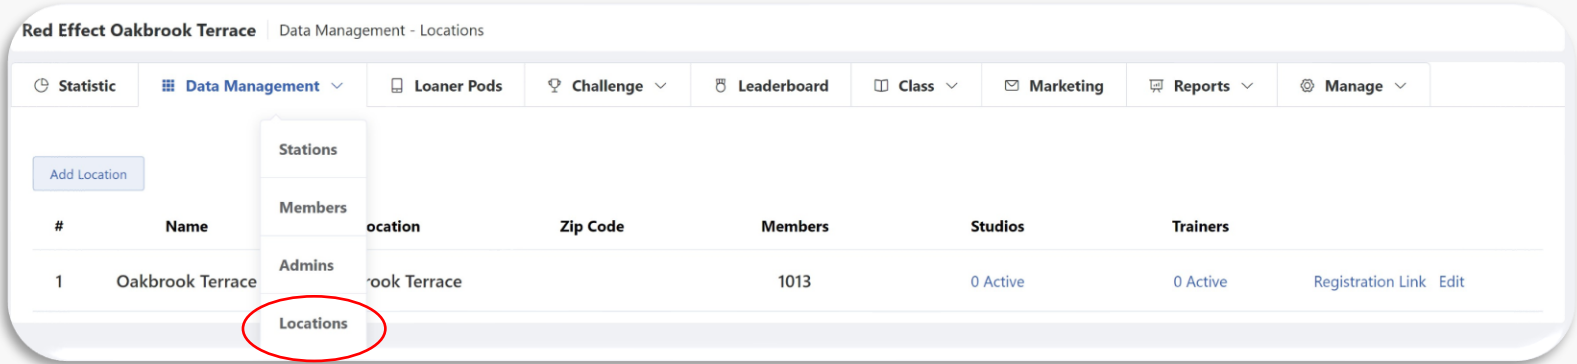 Red Effect Oakbrook Terrace Data Management - Locations
Statistic Data Management Loaner Pods Challenge Leaderboard Class Marketing Reports Manage
Stations
Add Location
Members
# Name ocation Zip Code Members Studios Trainers
Admins
1 Oakbrook Terrace rook Terrace 1013 0 Active 0 Active Registration Link Edit
Locations